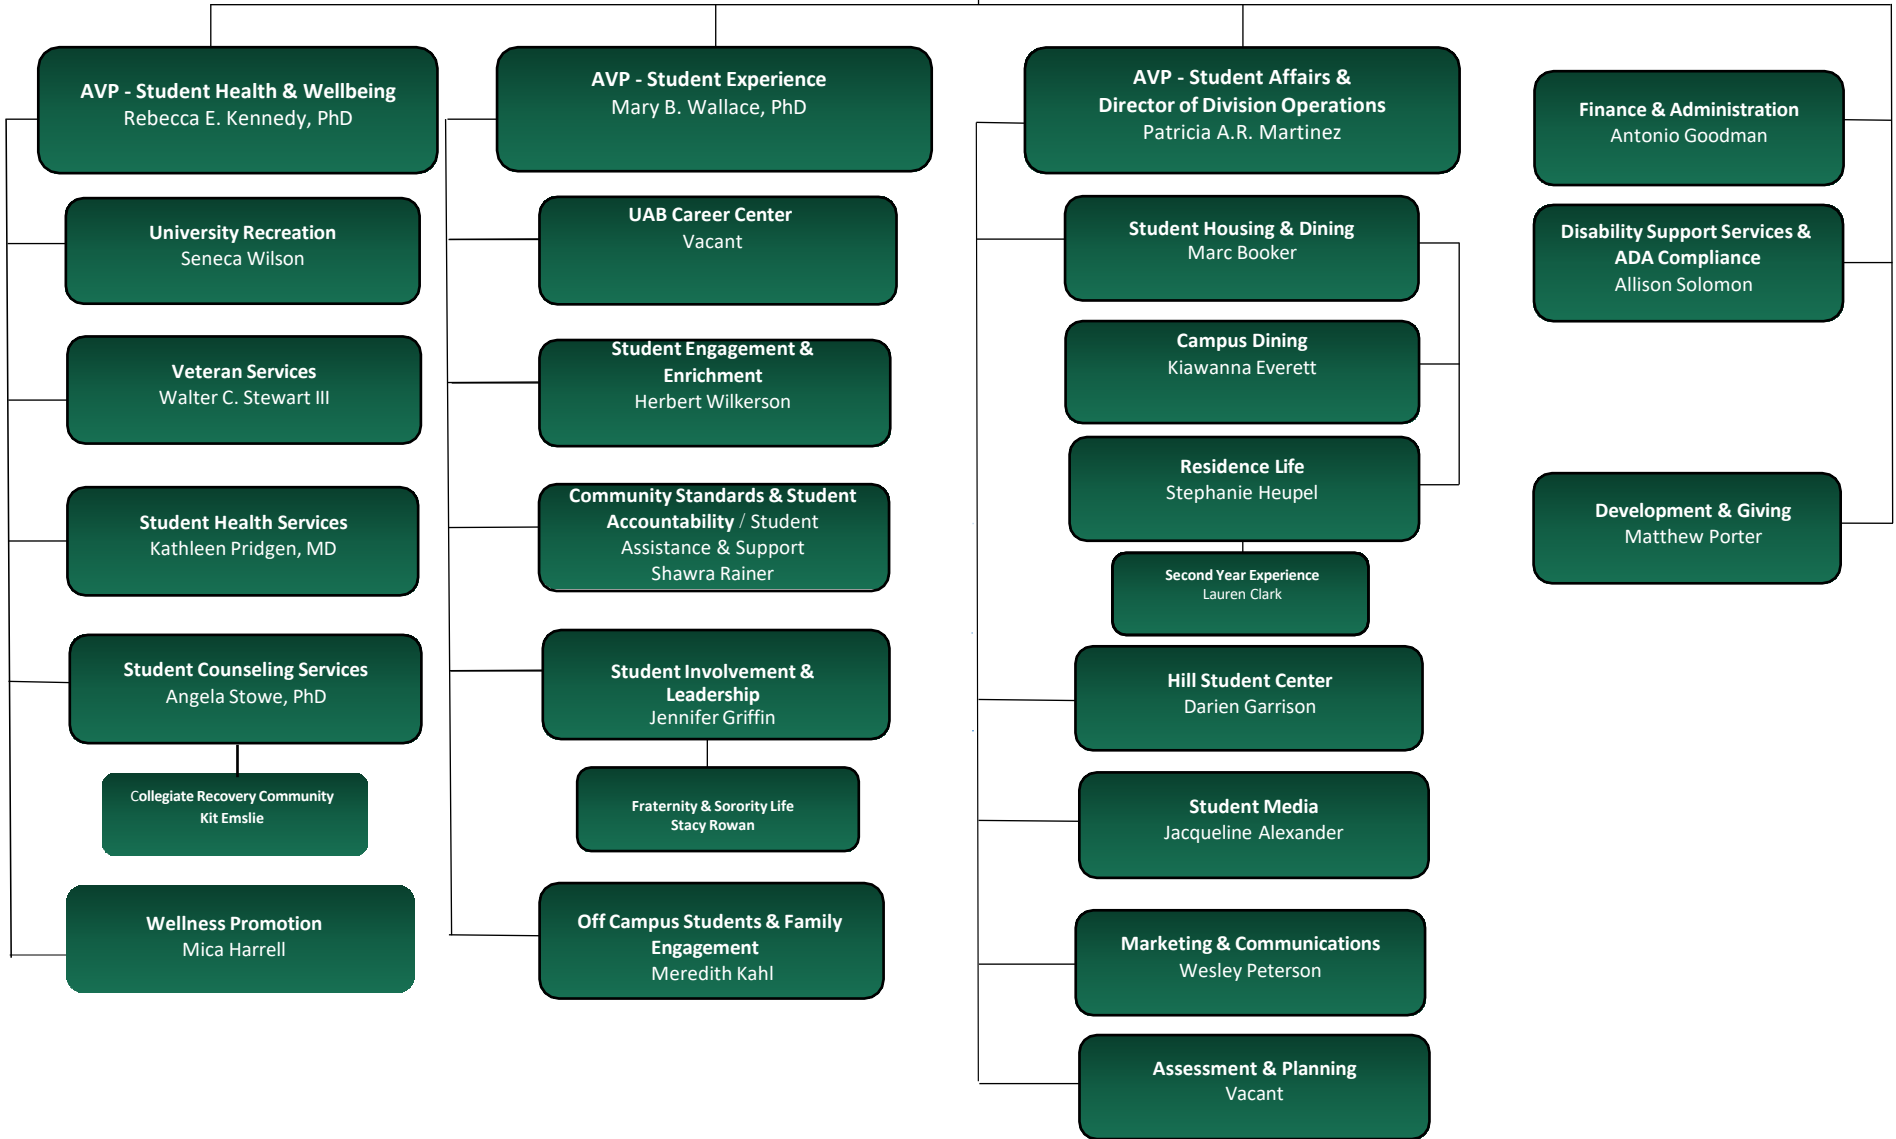 AVP - Student Health & Wellbeing
Rebecca E. Kennedy, PhD
University Recreation
Seneca Wilson
Veteran Services
Walter C. Stewart III
Student Health Services
Kathleen Pridgen, MD
Student Counseling Services
Angela Stowe, PhD
Collegiate Recovery Community
Kit Emslie
Wellness Promotion
Mica Harrell
AVP - Student Experience
Mary B. Wallace, PhD
UAB Career Center
Vacant
Student Engagement &
Enrichment
Herbert Wilkerson
Community Standards & Student
Accountability / Student
Assistance & Support
Shawra Rainer
Student Involvement &
Leadership
Jennifer Griffin
Fraternity & Sorority Life
Stacy Rowan
Off Campus Students & Family
Engagement
Meredith Kahl
AVP - Student Affairs &
Director of Division Operations
Patricia A.R. Martinez
Student Housing & Dining
Marc Booker
Campus Dining
Kiawanna Everett
Residence Life
Stephanie Heupel
Second Year Experience
Lauren Clark
Hill Student Center
Darien Garrison
Student Media
Jacqueline Alexander
Marketing & Communications
Wesley Peterson
Assessment & Planning
Vacant
Finance & Administration
Antonio Goodman
Disability Support Services &
ADA Compliance
Allison Solomon
Development & Giving
Matthew Porter